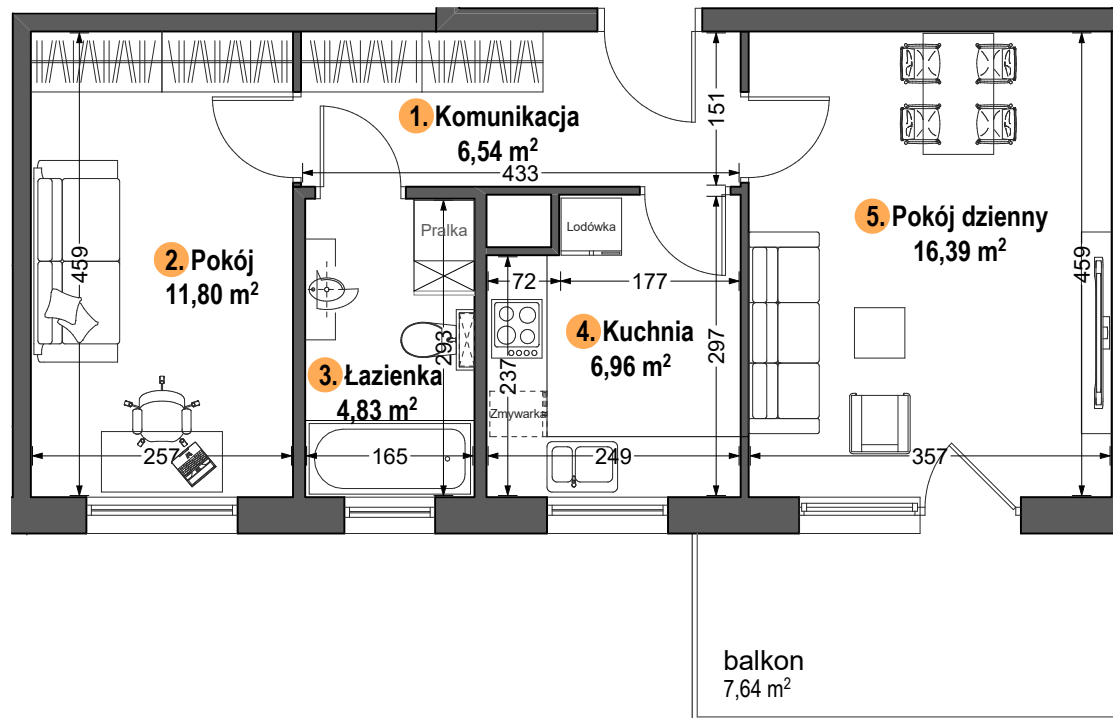 1. Komunikacja
6,54 m²
433
151
459
2. Pokój
11,80 m²
257
Pralka
293
3. Łazienka
4,83 m²
165
Lodówka
72
177
4. Kuchnia
6,96 m²
237
297
Zmywarka
249
5. Pokój dzienny
16,39 m²
459
357
balkon
7,64 m²